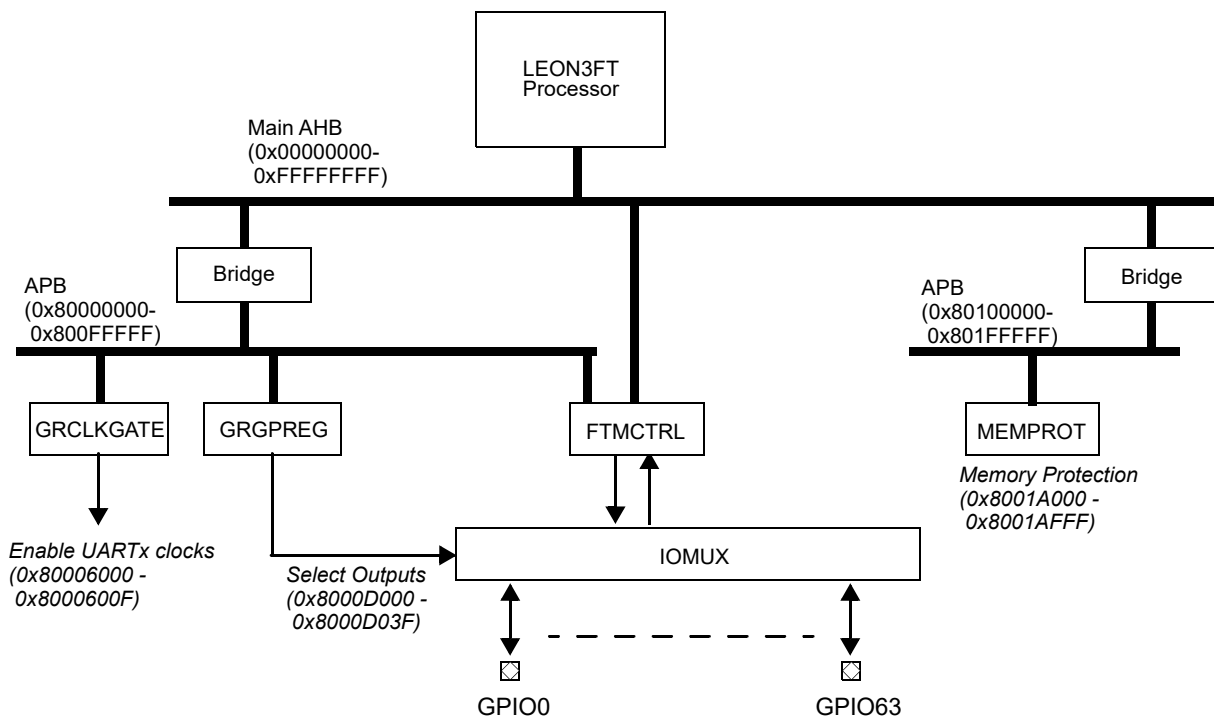 LEON3FT
Processor
Main AHB
(0x00000000-
0xFFFFFFFF)
Bridge
Bridge
APB
(0x80000000-
0x800FFFFF)
APB
(0x80100000-
0x801FFFFF)
GRCLKGATE
GRGPREG
FTMCTRL
MEMPROT
Memory Protection
(0x8001A000 -
0x8001AFFF)
Enable UARTx clocks
(0x80006000 -
0x8000600F)
IOMUX
Select Outputs
(0x8000D000 -
0x8000D03F)
GPIO0
GPIO63